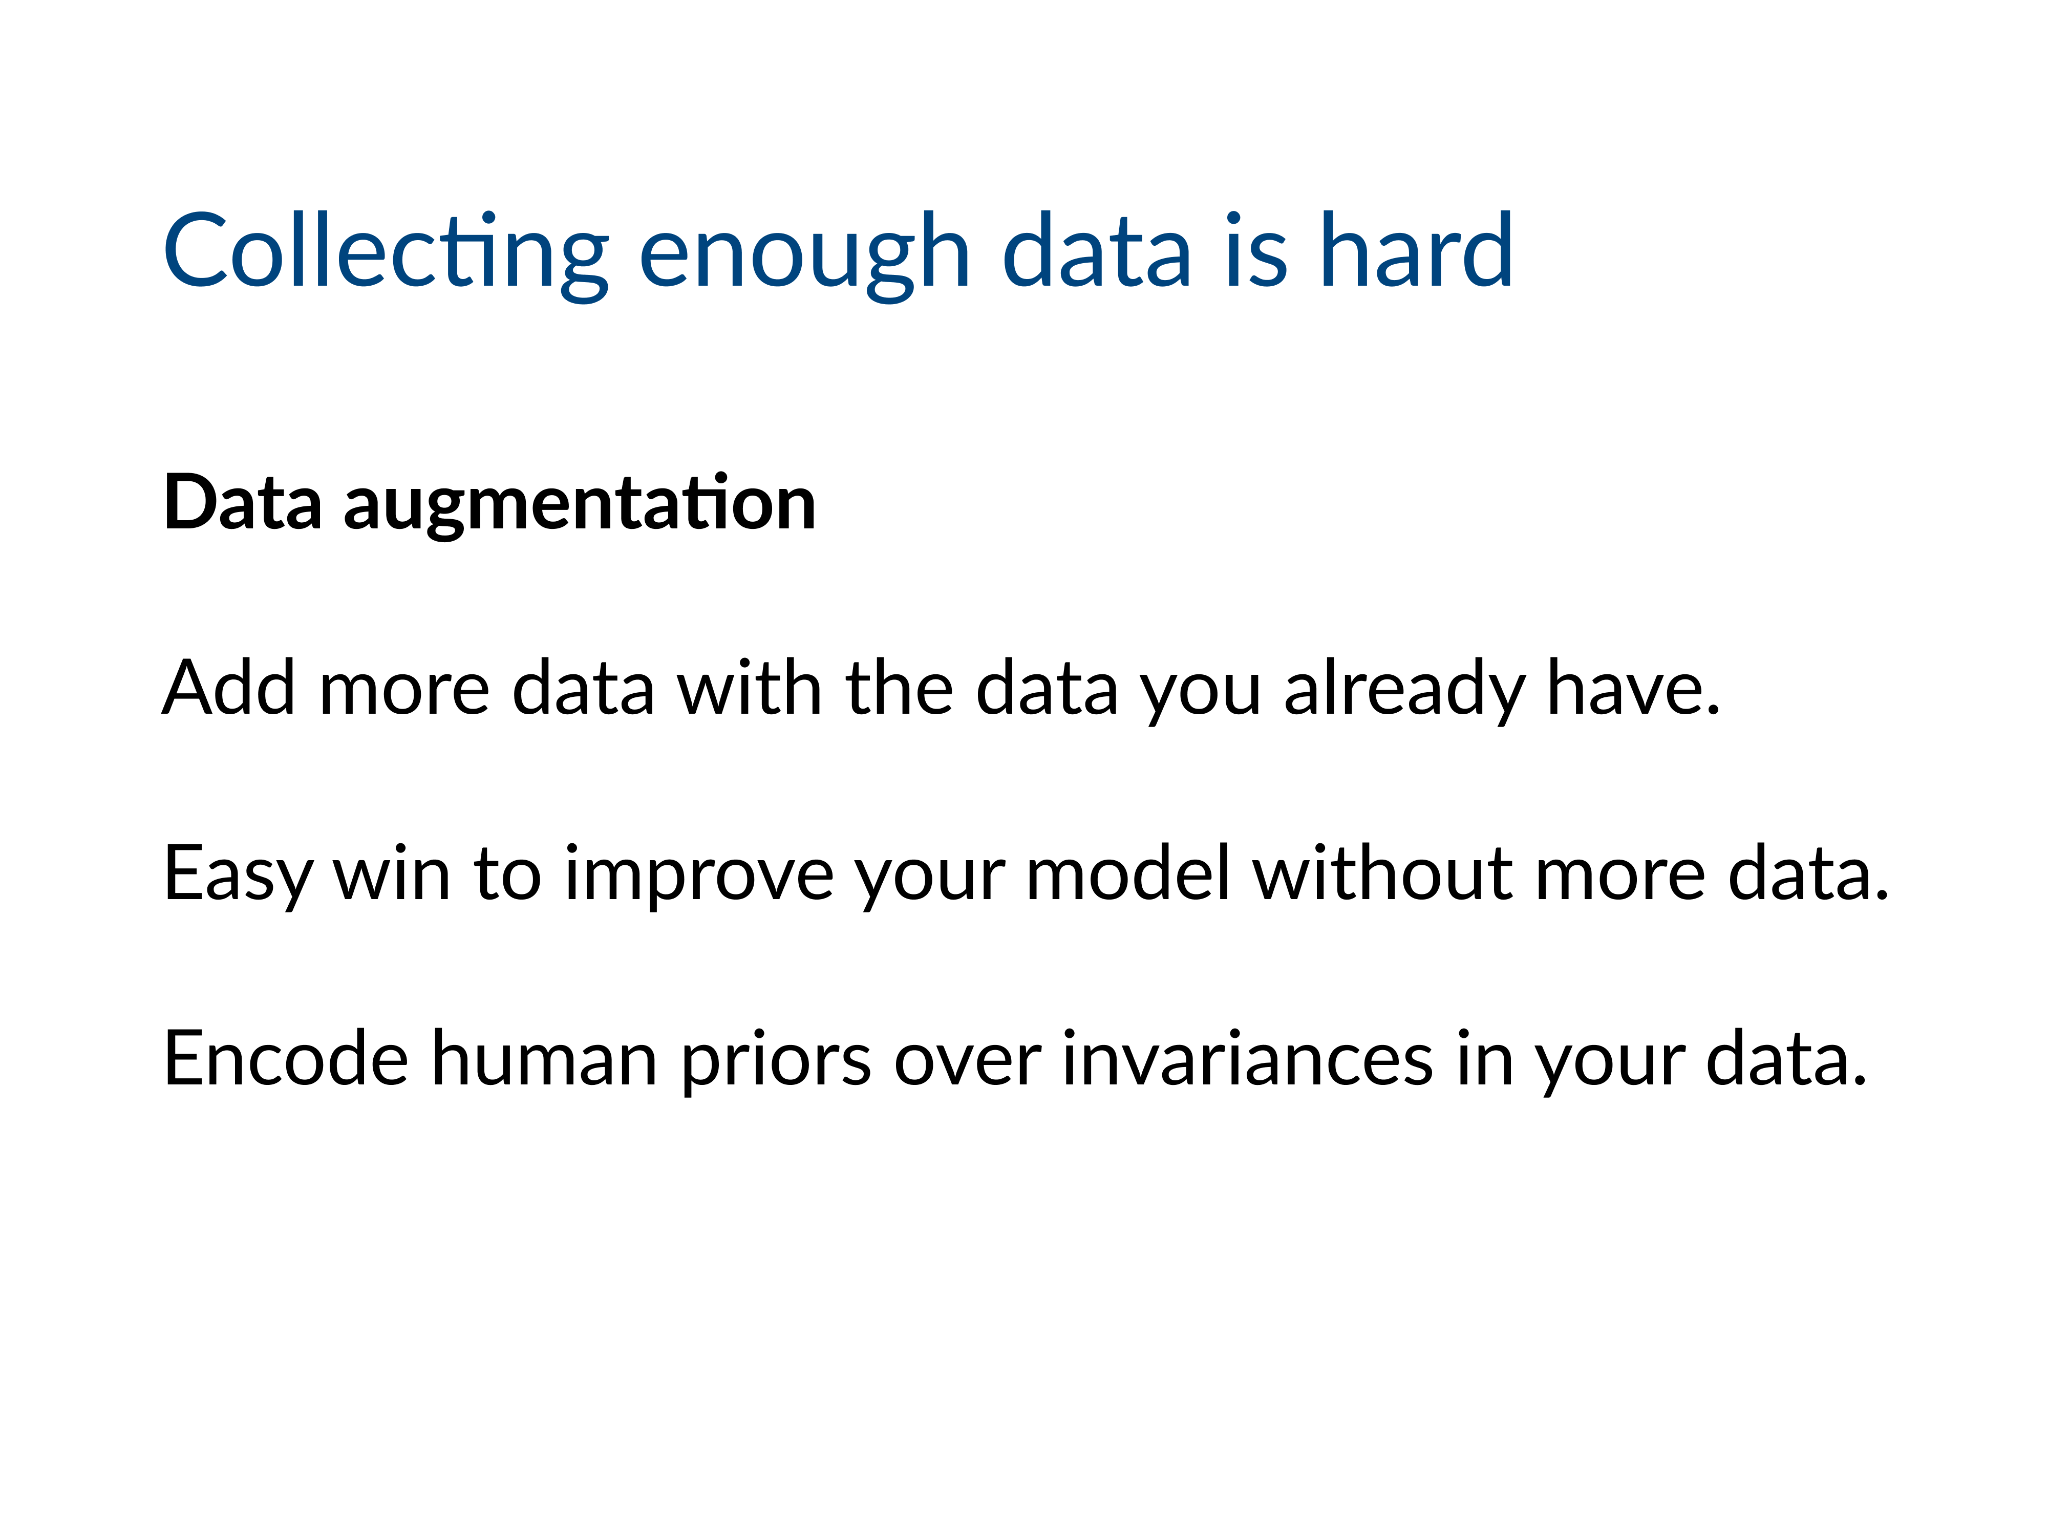 Collecting enough data is hard
Data augmentation
Add more data with the data you already have.
Easy win to improve your model without more data.
Encode human priors over invariances in your data.